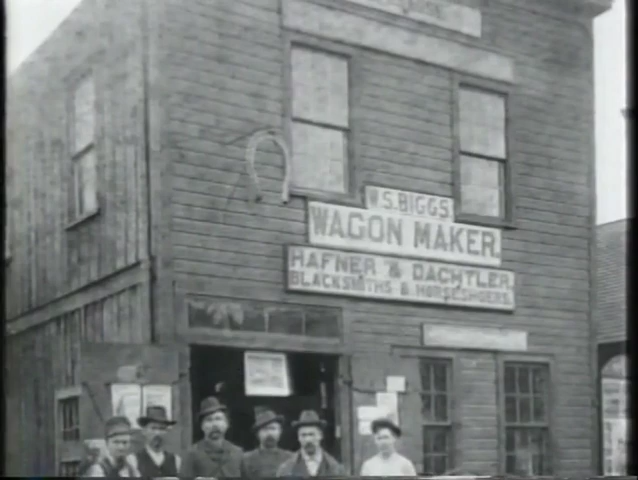 W.S. BIGGS.
WAGON MAKER.
HAFNER & DACHTLER.
BLACKSMITHS & HORSESHOERS.